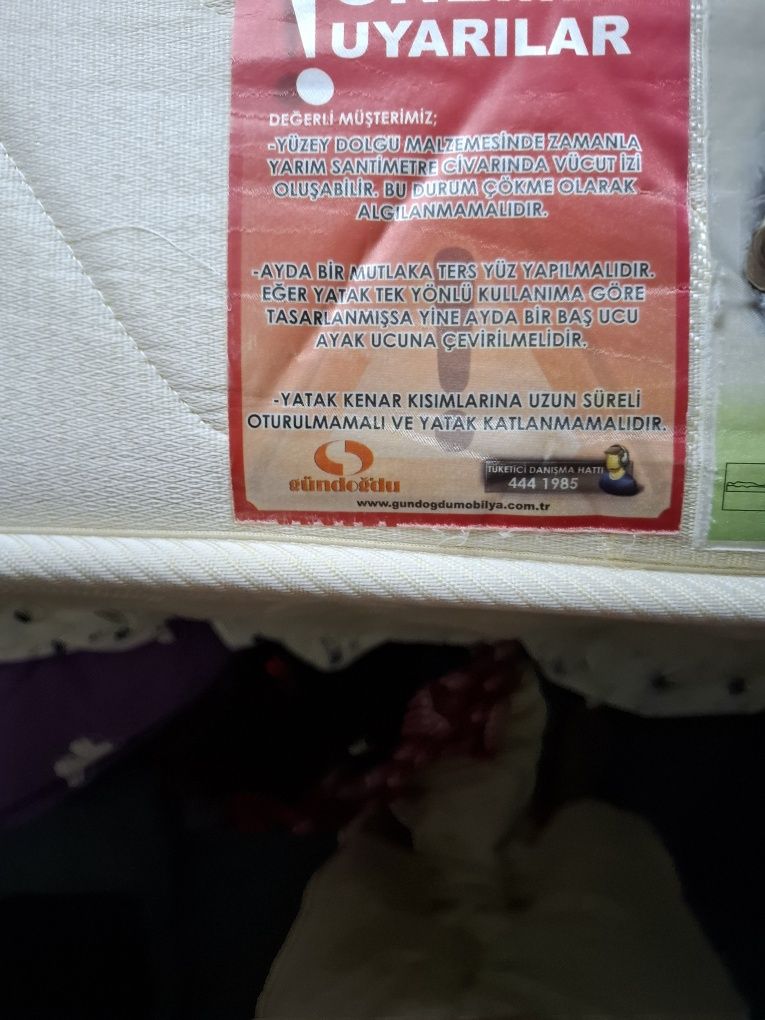 UYARILAR
DEĞERLİ MÜŞTERİMİZ;
-YÜZEY DOLGU MALZEMESİNDE ZAMANLA
YARIM SANTİMETRE CİVARINDA VÜCUT İZİ
OLUŞABİLİR. BU DURUM ÇÖKME OLARAK
ALGILANMAMALIDIR.
-AYDA BİR MUTLAKA TERS YÜZ YAPILMALIDIR.
EĞER YATAK TEK YÖNLÜ KULLANIMA GÖRE
TASARLANMIŞSA YİNE AYDA BİR BAŞ UCU
AYAK UCUNA ÇEVİRİLMELİDİR.
-YATAK KENAR KISIMLARINA UZUN SÜRELİ
OTURULMAMALI VE YATAK KATLANMAMALIDIR.
gündoğdu
TÜKETİCİ DANIŞMA HATTI
444 1985
www.gundogdumobilya.com.tr